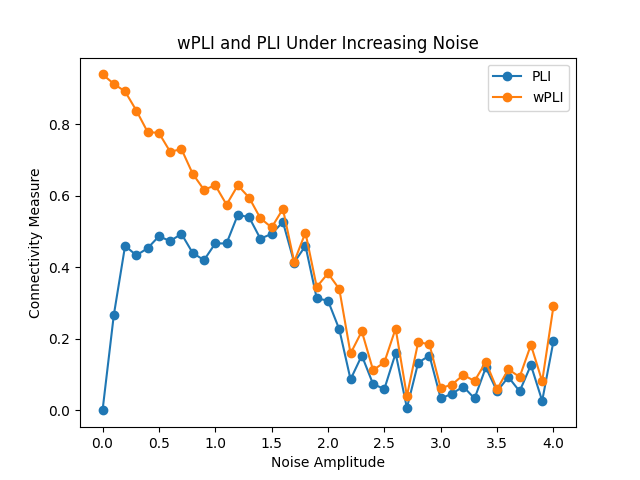 wPLI and PLI Under Increasing Noise
PLI
wPLI
Connectivity Measure
0.8
0.6
0.4
0.2
0.0
0.0 0.5 1.0 1.5 2.0 2.5 3.0 3.5 4.0
Noise Amplitude